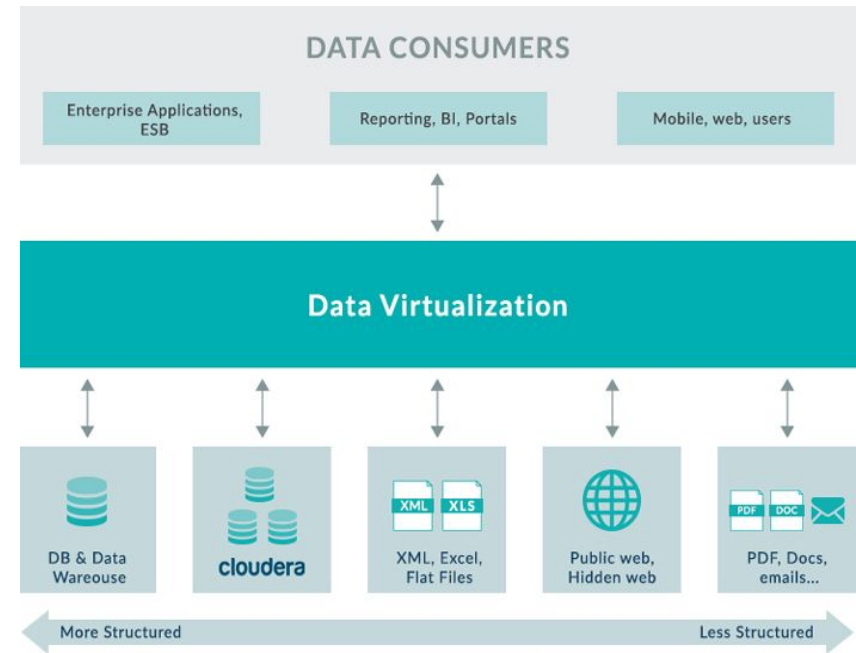 DATA CONSUMERS
Enterprise Applications,
ESB
Reporting, BI, Portals
Mobile, web, users
Data Virtualization
XML
XLS
PDF
DOC
DB & Data
Wareouse
cloudera
XML, Excel,
Flat Files
Public web,
Hidden web
PDF, Docs,
emails...
More Structured
Less Structured